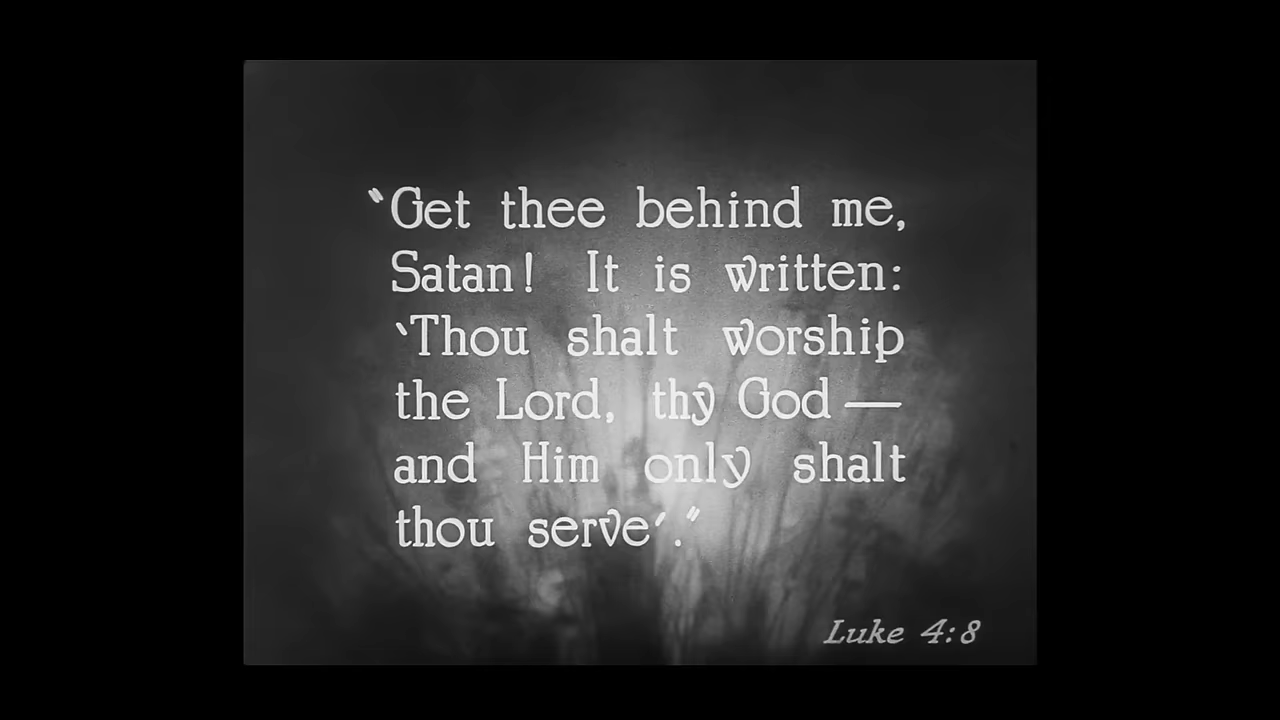 “Get thee behind me,
Satan! It is written:
‘Thou shalt worship
the Lord, thy God —
and Him only shalt
thou serve’.”
Luke 4:8